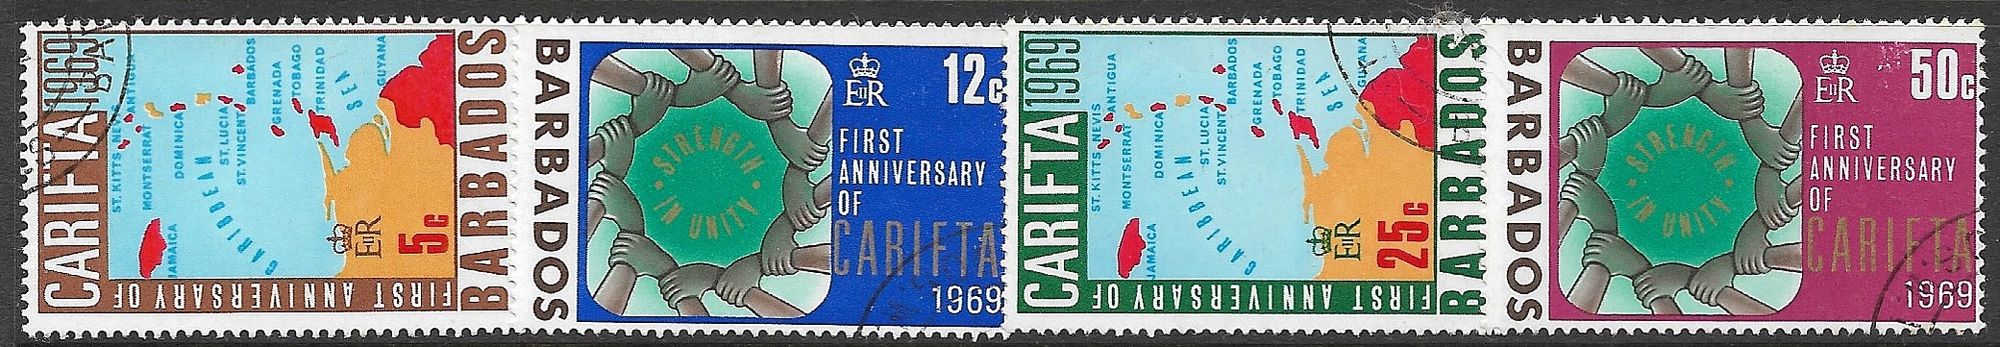 CARIFTA 1969
FIRST ANNIVERSARY OF
BARBADOS
ST. KITTS NEVIS
ANTIGUA
MONTSERRAT
DOMINICA
ST. LUCIA
ST. VINCENT
BARBADOS
GRENADA
TOBAGO
TRINIDAD
GUYANA
JAMAICA
CARIBBEAN SEA
EIIR
5c
BARBADOS
STRENGTH
IN UNITY
EIIR
12c
FIRST
ANNIVERSARY
OF
CARIFTA
1969
CARIFTA 1969
FIRST ANNIVERSARY OF
BARBADOS
ST. KITTS NEVIS
ANTIGUA
MONTSERRAT
DOMINICA
ST. LUCIA
ST. VINCENT
BARBADOS
GRENADA
TOBAGO
TRINIDAD
GUYANA
JAMAICA
CARIBBEAN SEA
EIIR
25c
BARBADOS
STRENGTH
IN UNITY
EIIR
50c
FIRST
ANNIVERSARY
OF
CARIFTA
1969